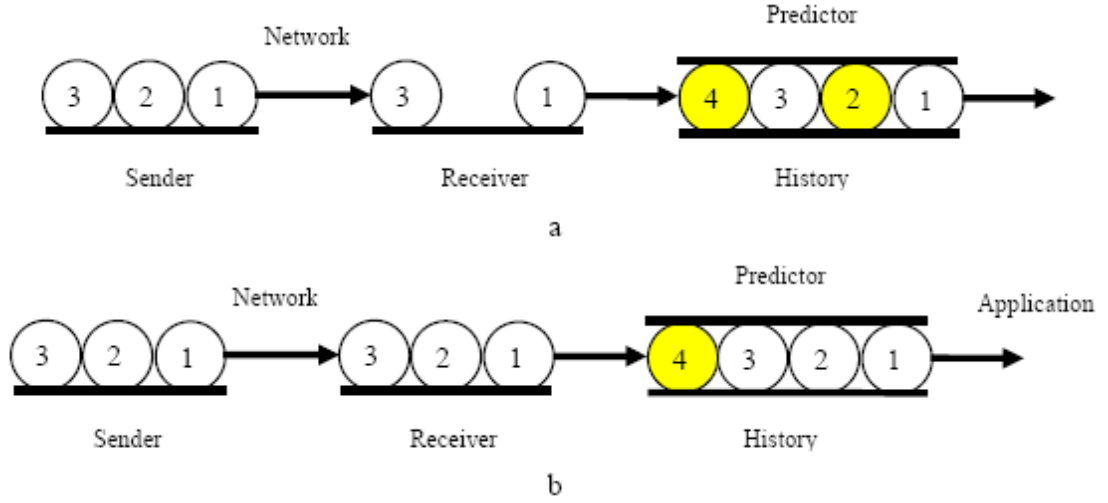 Predictor
Network
3 2 1
3 1
4 3 2 1
Sender
Receiver
History
a
Predictor
Network
Application
3 2 1
3 2 1
4 3 2 1
Sender
Receiver
History
b